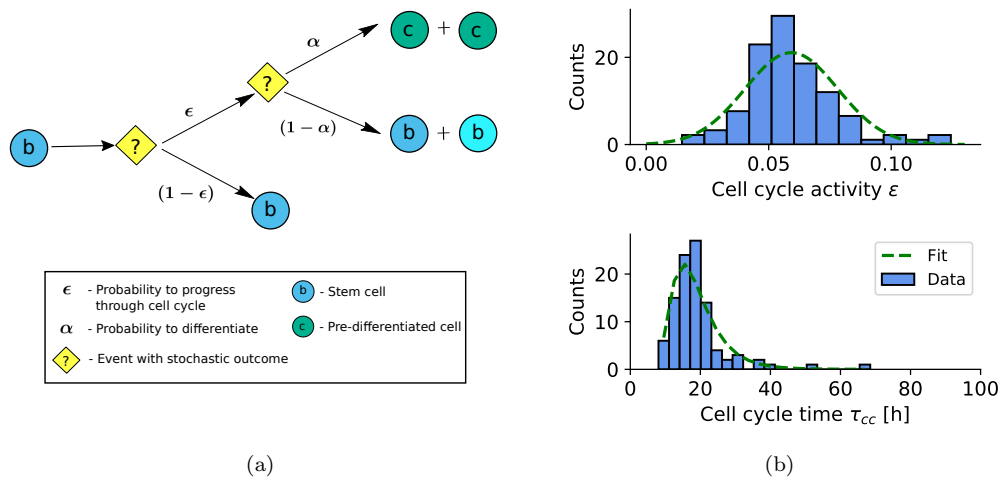 α
c + c
?
ϵ
(1 − α)
b + b
b
?
(1 − ϵ)
b
ϵ - Probability to progress
through cell cycle
α - Probability to differentiate
? - Event with stochastic outcome
b - Stem cell
c - Pre-differentiated cell
(a)
Counts
20
0
0.00 0.05 0.10
Cell cycle activity ε
Counts
20
10
0
0 20 40 60 80 100
Cell cycle time τcc [h]
Fit
Data
(b)